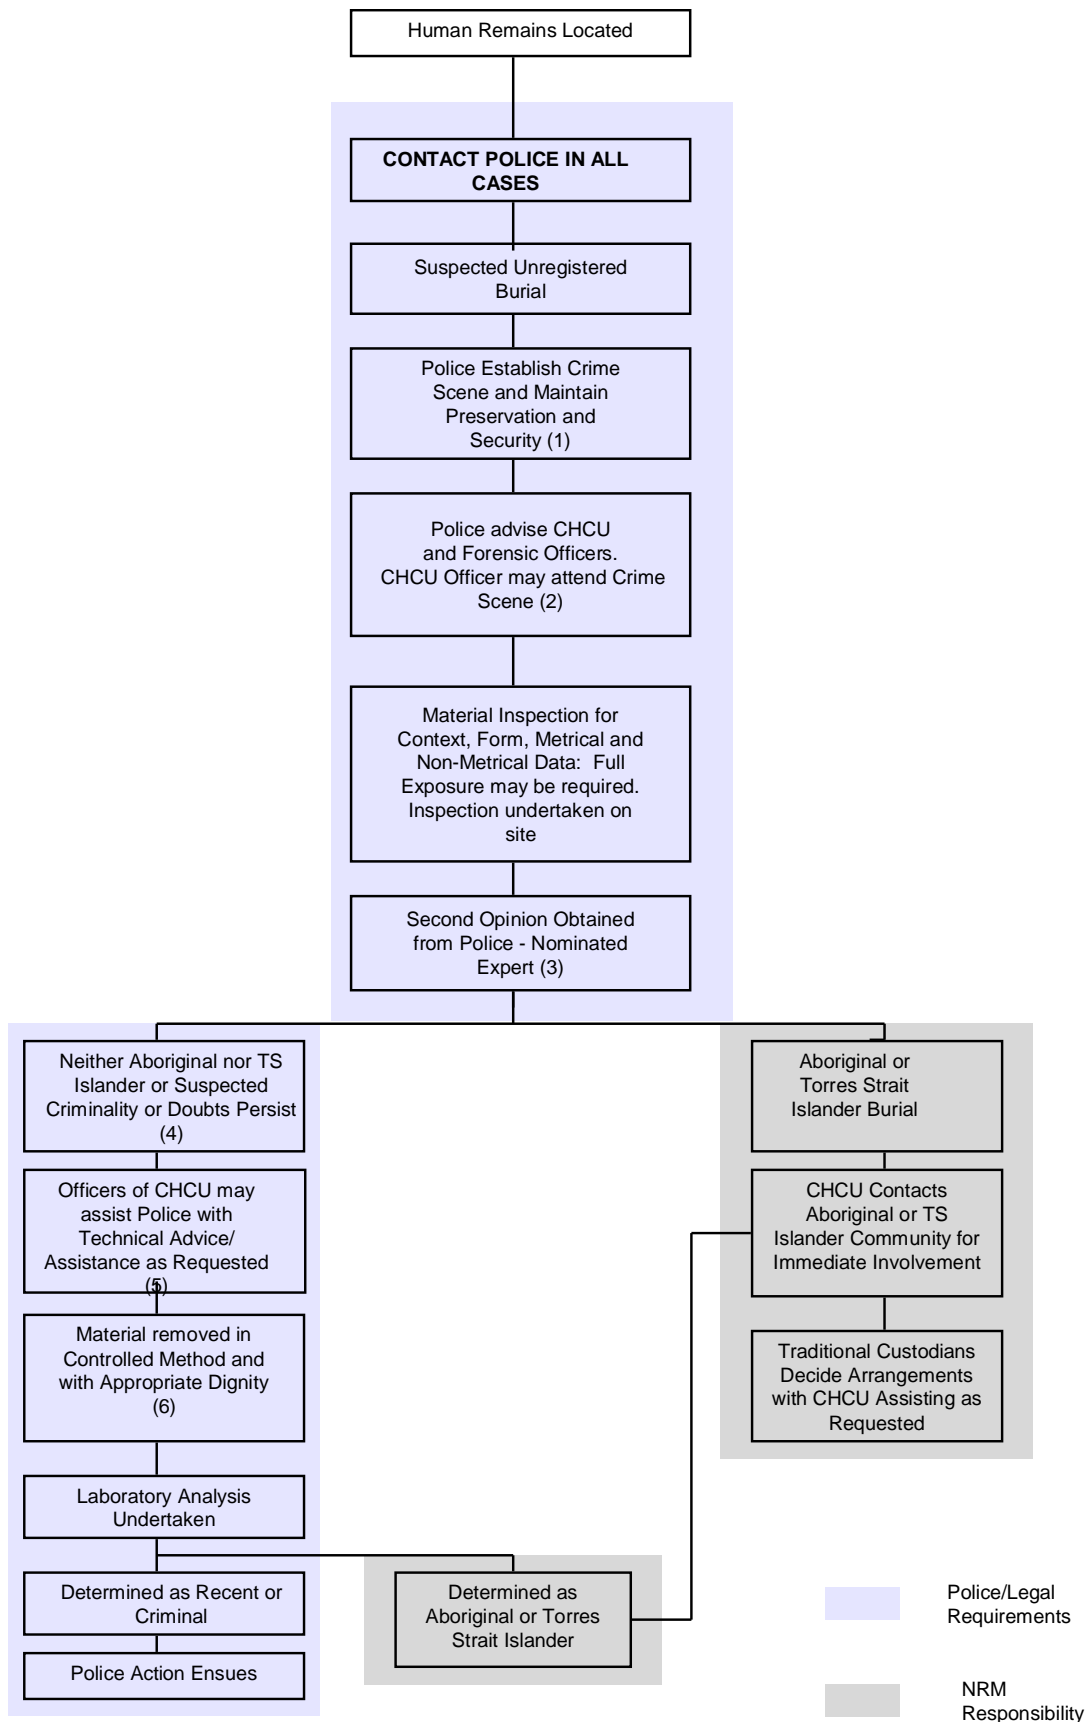 Human Remains Located
CONTACT POLICE IN ALL
CASES
Suspected Unregistered
Burial
Police Establish Crime
Scene and Maintain
Preservation and
Security (1)
Police advise CHCU
and Forensic Officers.
CHCU Officer may attend Crime
Scene (2)
Material Inspection for
Context, Form, Metrical and
Non-Metrical Data:  Full
Exposure may be required.
Inspection undertaken on
site
Second Opinion Obtained
from Police - Nominated
Expert (3)
Neither Aboriginal nor TS
Islander or Suspected
Criminality or Doubts Persist
(4)
Officers of CHCU may
assist Police with
Technical Advice/
Assistance as Requested
(5)
Material removed in
Controlled Method and
with Appropriate Dignity
(6)
Laboratory Analysis
Undertaken
Determined as Recent or
Criminal
Police Action Ensues
Determined as
Aboriginal or Torres
Strait Islander
Aboriginal or
Torres Strait
Islander Burial
CHCU Contacts
Aboriginal or TS
Islander Community for
Immediate Involvement
Traditional Custodians
Decide Arrangements
with CHCU Assisting as
Requested
Police/Legal
Requirements
NRM
Responsibility